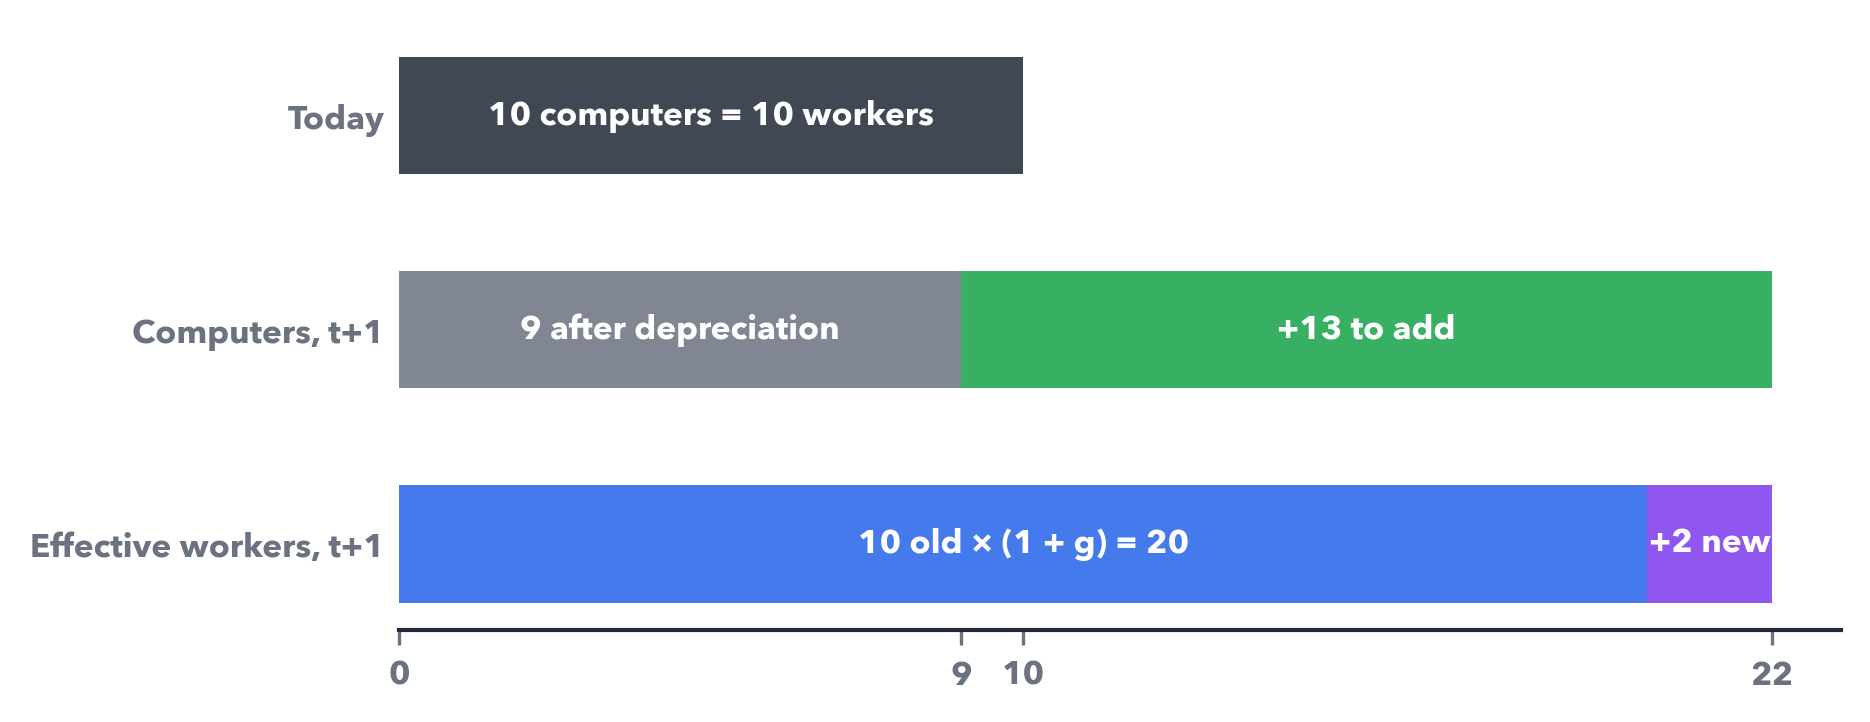 Today
10 computers = 10 workers
Computers, t+1
9 after depreciation
+13 to add
Effective workers, t+1
10 old × (1 + g) = 20
+2 new
0
9
10
22